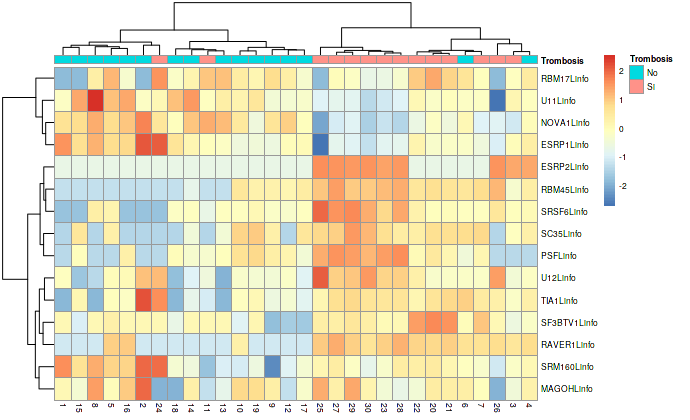 Trombosis
Trombosis
No
SI
2
1
0
-1
-2
RBM17Linfo
U11Linfo
NOVA1Linfo
ESRP1Linfo
ESRP2Linfo
RBM45Linfo
SRSF6Linfo
SC35Linfo
PSFLinfo
U12Linfo
TIA1Linfo
SF3BTV1Linfo
RAVER1Linfo
SRM160Linfo
MAGOHLinfo
1 15 8 5 16 2 24 18 14 11 13 10 19 9 12 17 25 27 29 30 23 28 22 20 21 6 7 26 3 4